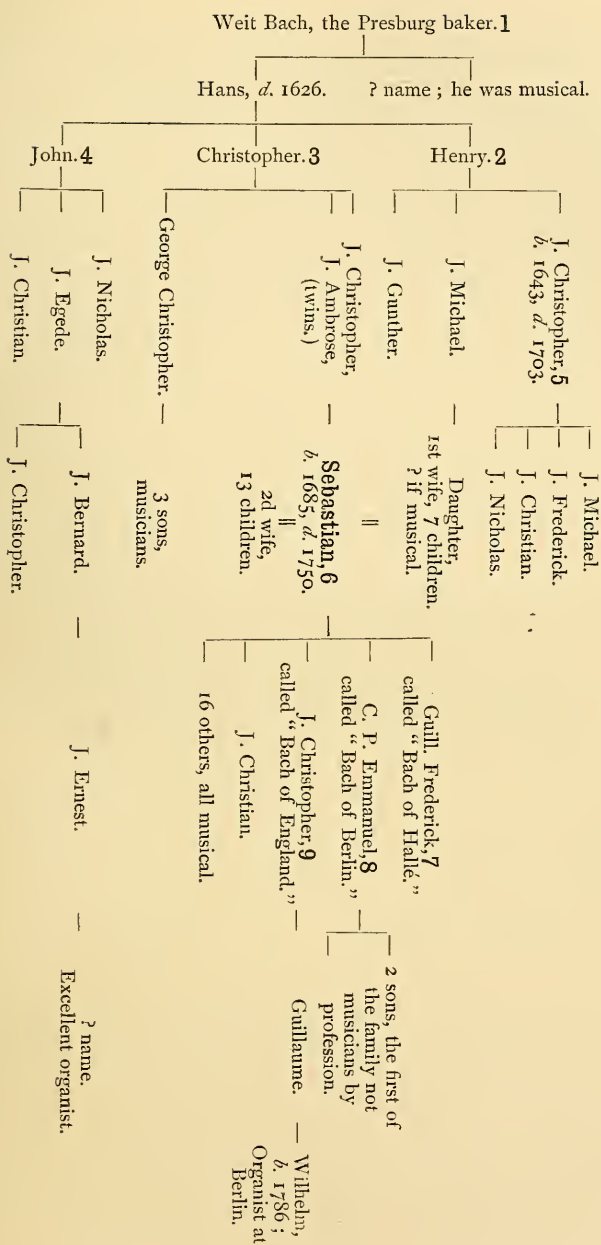 Weit Bach, the Presburg baker.1
Hans, d. 1626.
? name ; he was musical.
John.4
Christopher.3
Henry.2
J. Christian.
J. Egede.
J. Nicholas.
George Christopher.
J. Christopher,
J. Ambrose,
(twins.)
J. Gunther.
J. Michael.
J. Christopher,5
b. 1643, d. 1703.
J. Christopher.
J. Bernard.
3 sons,
musicians.
Sebastian,6
b. 1685, d. 1750.
=
2d wife,
13 children.
=
Daughter,
1st wife, 7 children.
? if musical.
J. Michael.
J. Frederick.
J. Christian.
J. Nicholas.
J. Ernest.
16 others, all musical.
J. Christian.
J. Christopher,9
called “ Bach of England.”
C. P. Emmanuel,8
called “ Bach of Berlin.”
Guill. Frederick,7
called “ Bach of Hallé.”
? name.
Excellent organist.
Guillaume.
2 sons, the first of
the family not
musicians by
profession.
Wilhelm,
b. 1786 ;
Organist at
Berlin.